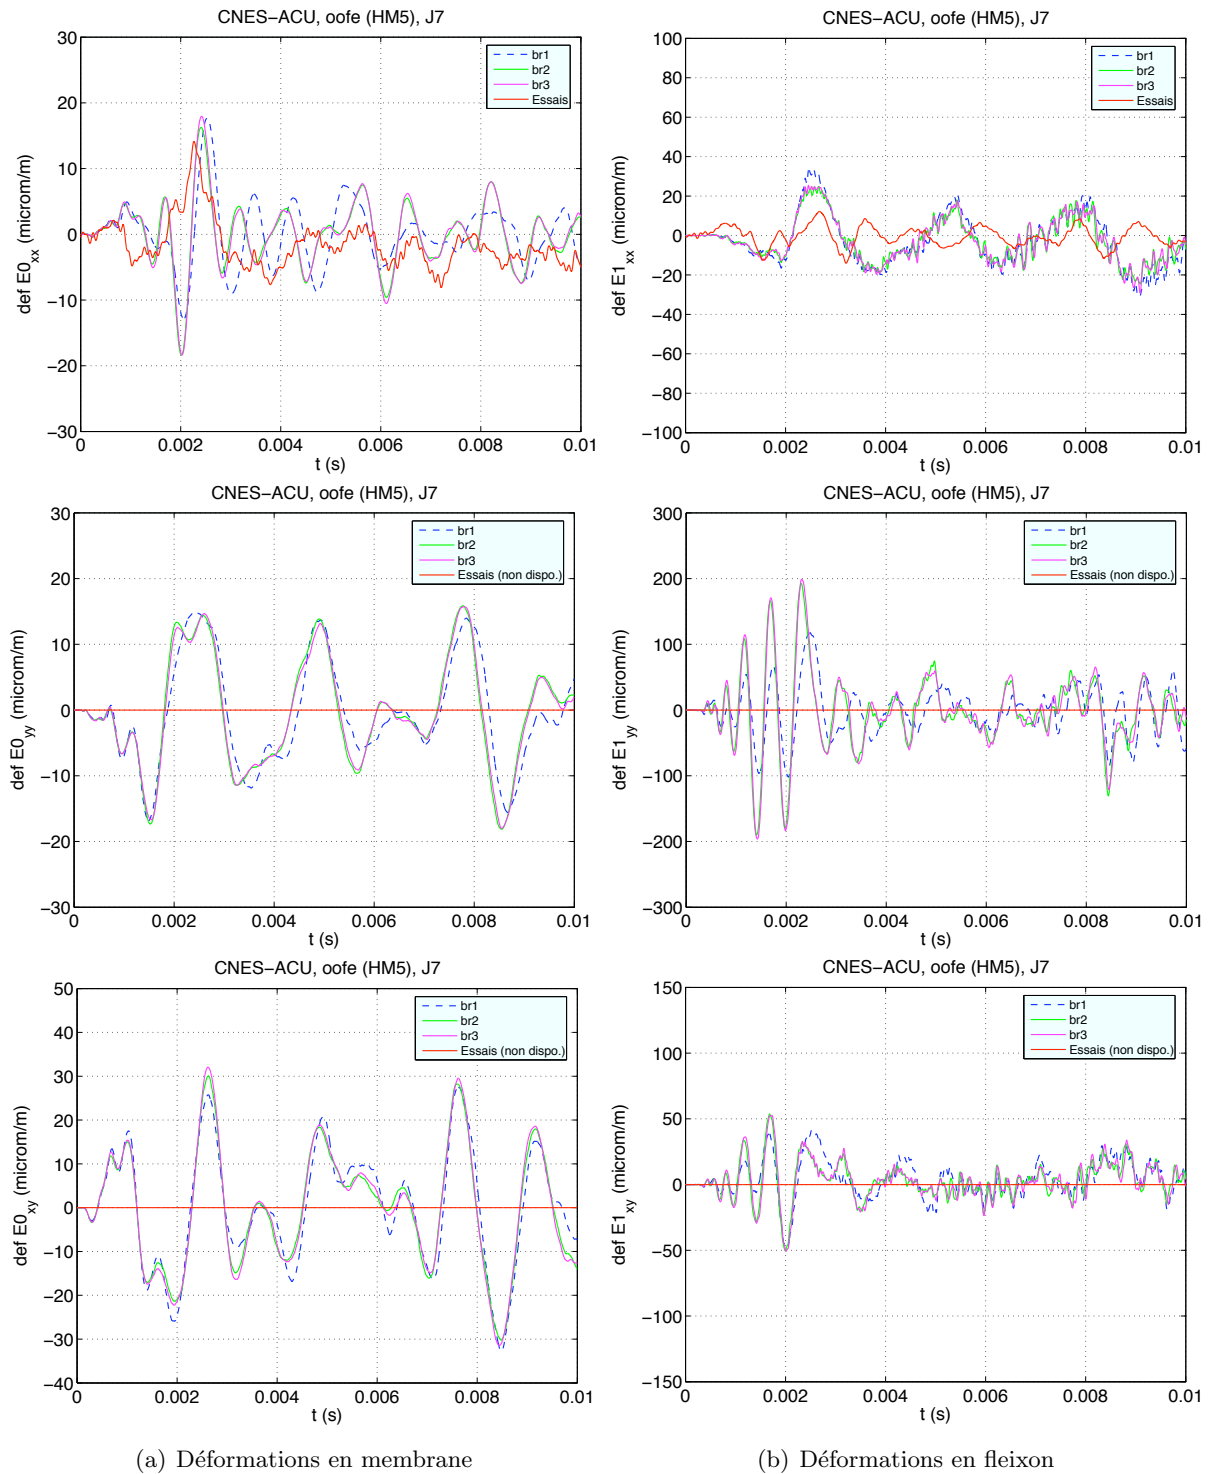 CNES−ACU, oofe (HM5), J7
30
20
10
0
−10
−20
−30
0
0.002
0.004
0.006
0.008
0.01
def E0xx (microm/m)
t (s)
br1
br2
br3
Essais
CNES−ACU, oofe (HM5), J7
100
80
60
40
20
0
−20
−40
−60
−80
−100
0
0.002
0.004
0.006
0.008
0.01
def E1xx (microm/m)
t (s)
br1
br2
br3
Essais
CNES−ACU, oofe (HM5), J7
30
20
10
0
−10
−20
−30
0
0.002
0.004
0.006
0.008
0.01
def E0yy (microm/m)
t (s)
br1
br2
br3
Essais (non dispo.)
CNES−ACU, oofe (HM5), J7
300
200
100
0
−100
−200
−300
0
0.002
0.004
0.006
0.008
0.01
def E1yy (microm/m)
t (s)
br1
br2
br3
Essais (non dispo.)
CNES−ACU, oofe (HM5), J7
50
40
30
20
10
0
−10
−20
−30
−40
0
0.002
0.004
0.006
0.008
0.01
def E0xy (microm/m)
t (s)
br1
br2
br3
Essais (non dispo.)
CNES−ACU, oofe (HM5), J7
150
100
50
0
−50
−100
−150
0
0.002
0.004
0.006
0.008
0.01
def E1xy (microm/m)
t (s)
br1
br2
br3
Essais (non dispo.)
(a) Déformations en membrane
(b) Déformations en fleixon